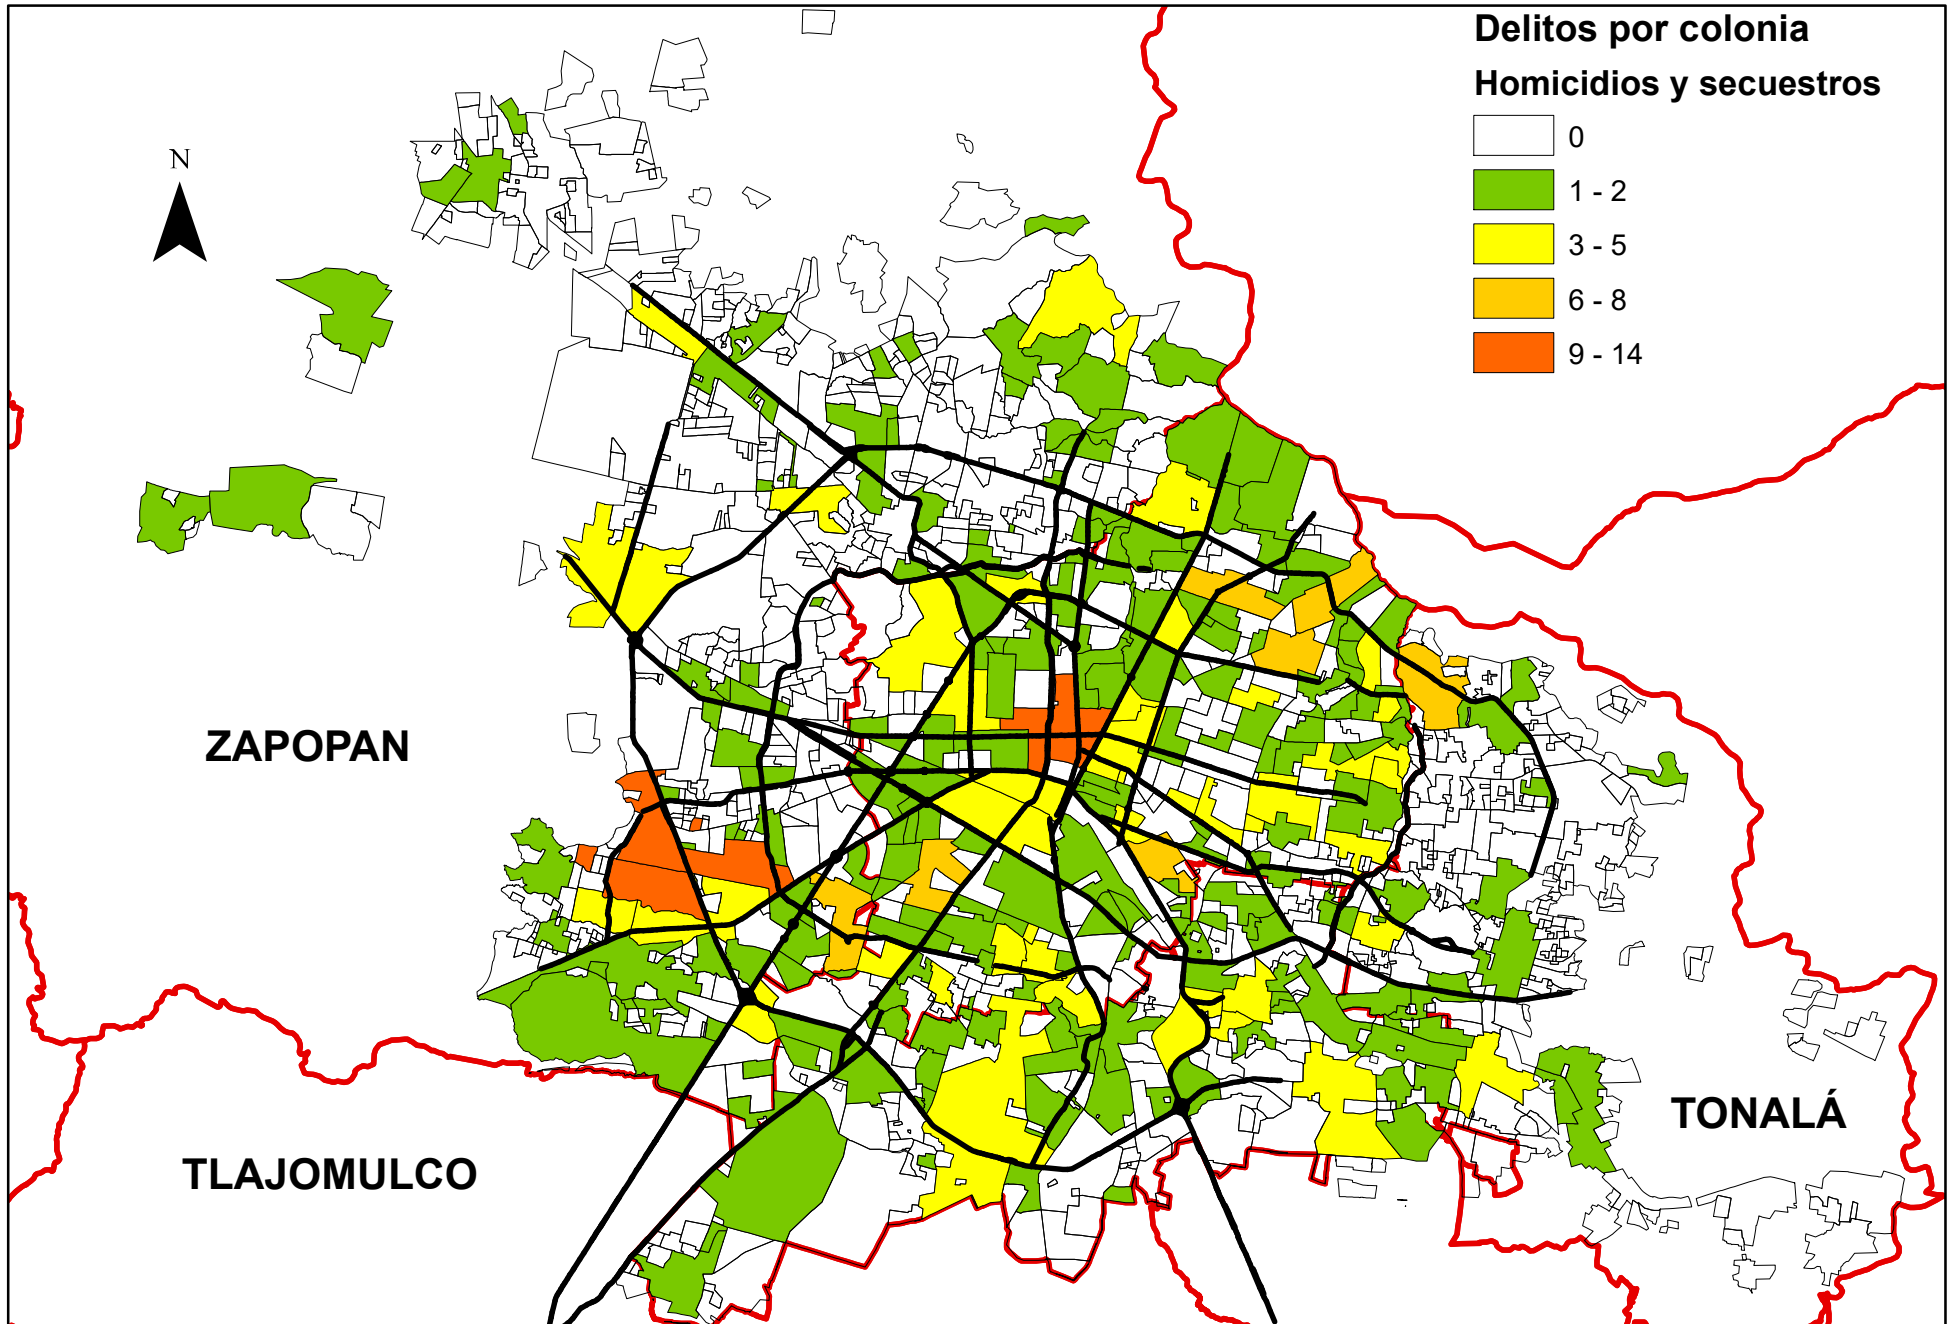 Delitos por colonia
Homicidios y secuestros
0
1 - 2
3 - 5
6 - 8
9 - 14
N
ZAPOPAN
TONALÁ
TLAJOMULCO